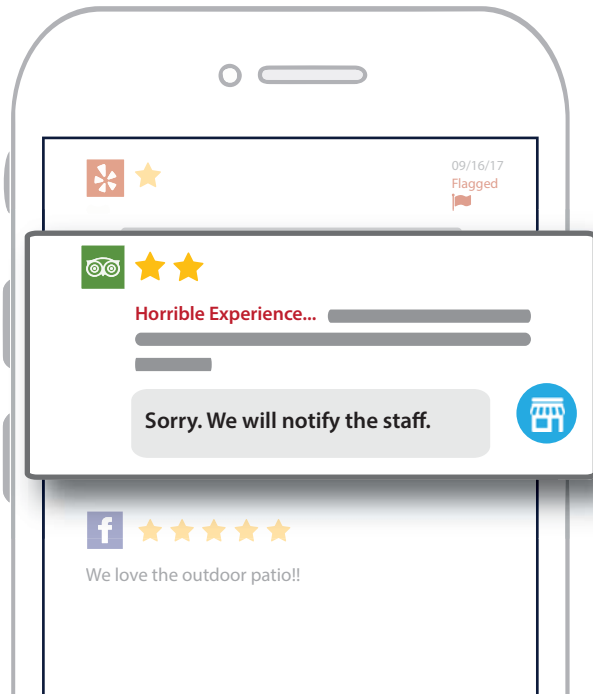 09/16/17
Flagged
Horrible Experience...
Sorry. We will notify the staff.
f
We love the outdoor patio!!